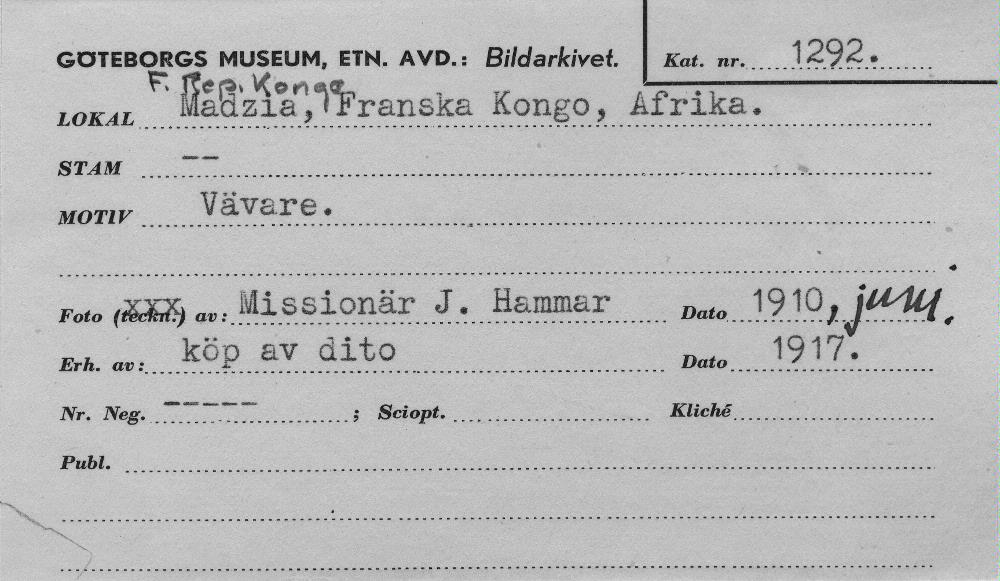 GÖTEBORGS MUSEUM, ETN. AVD.: Bildarkivet. Kat. nr. 1292.
F. Rep. Kongo
LOKAL Madzia, Franska Kongo, Afrika.
STAM --
MOTIV Vävare.
Foto (teckn.) av: Missionär J. Hammar Dato 1910, juni.
Erh. av: köp av dito Dato 1917.
Nr. Neg. ----- ; Sciopt. Kliché
Publ.